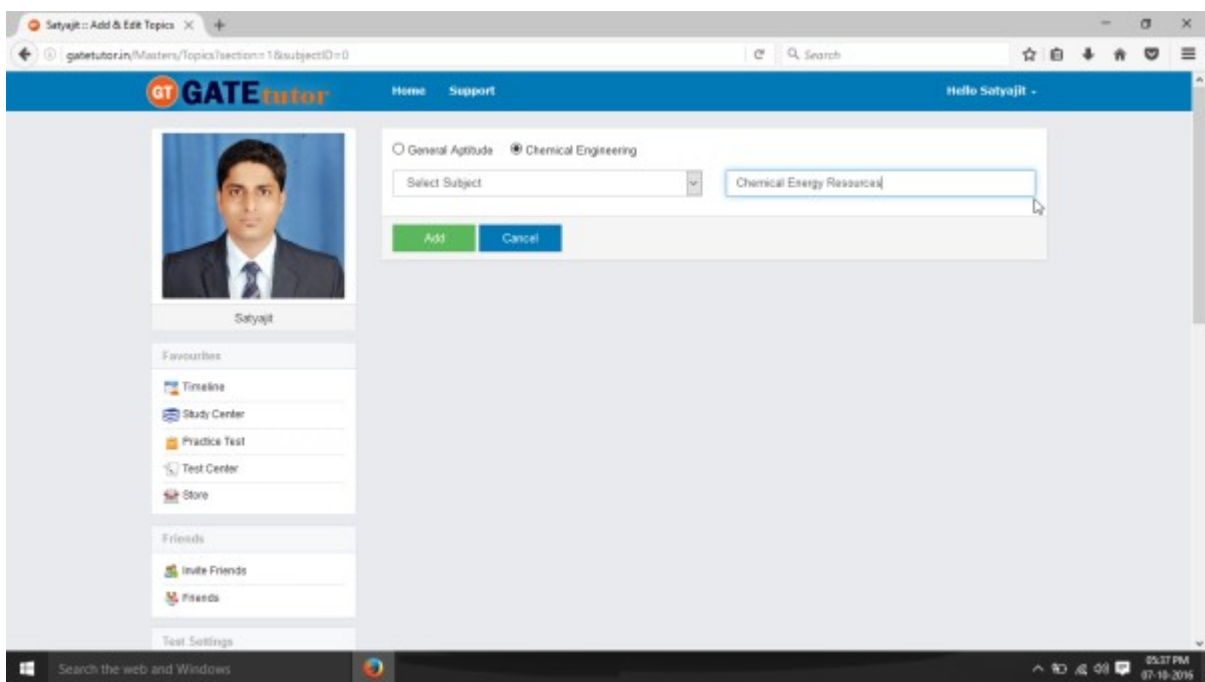 Satyajit :: Add & Edit Topics
gatetutor.in/Masters/Topics?section=1&subjectID=0
Search
GT GATEtutor
Home Support
Hello Satyajit
General Aptitude Chemical Engineering
Select Subject
Chemical Energy Resources
Add Cancel
Satyajit
Favourites
Timeline
Study Center
Practice Test
Test Center
Store
Friends
Invite Friends
Friends
Test Settings
Search the web and Windows
05:37 PM
07-10-2016